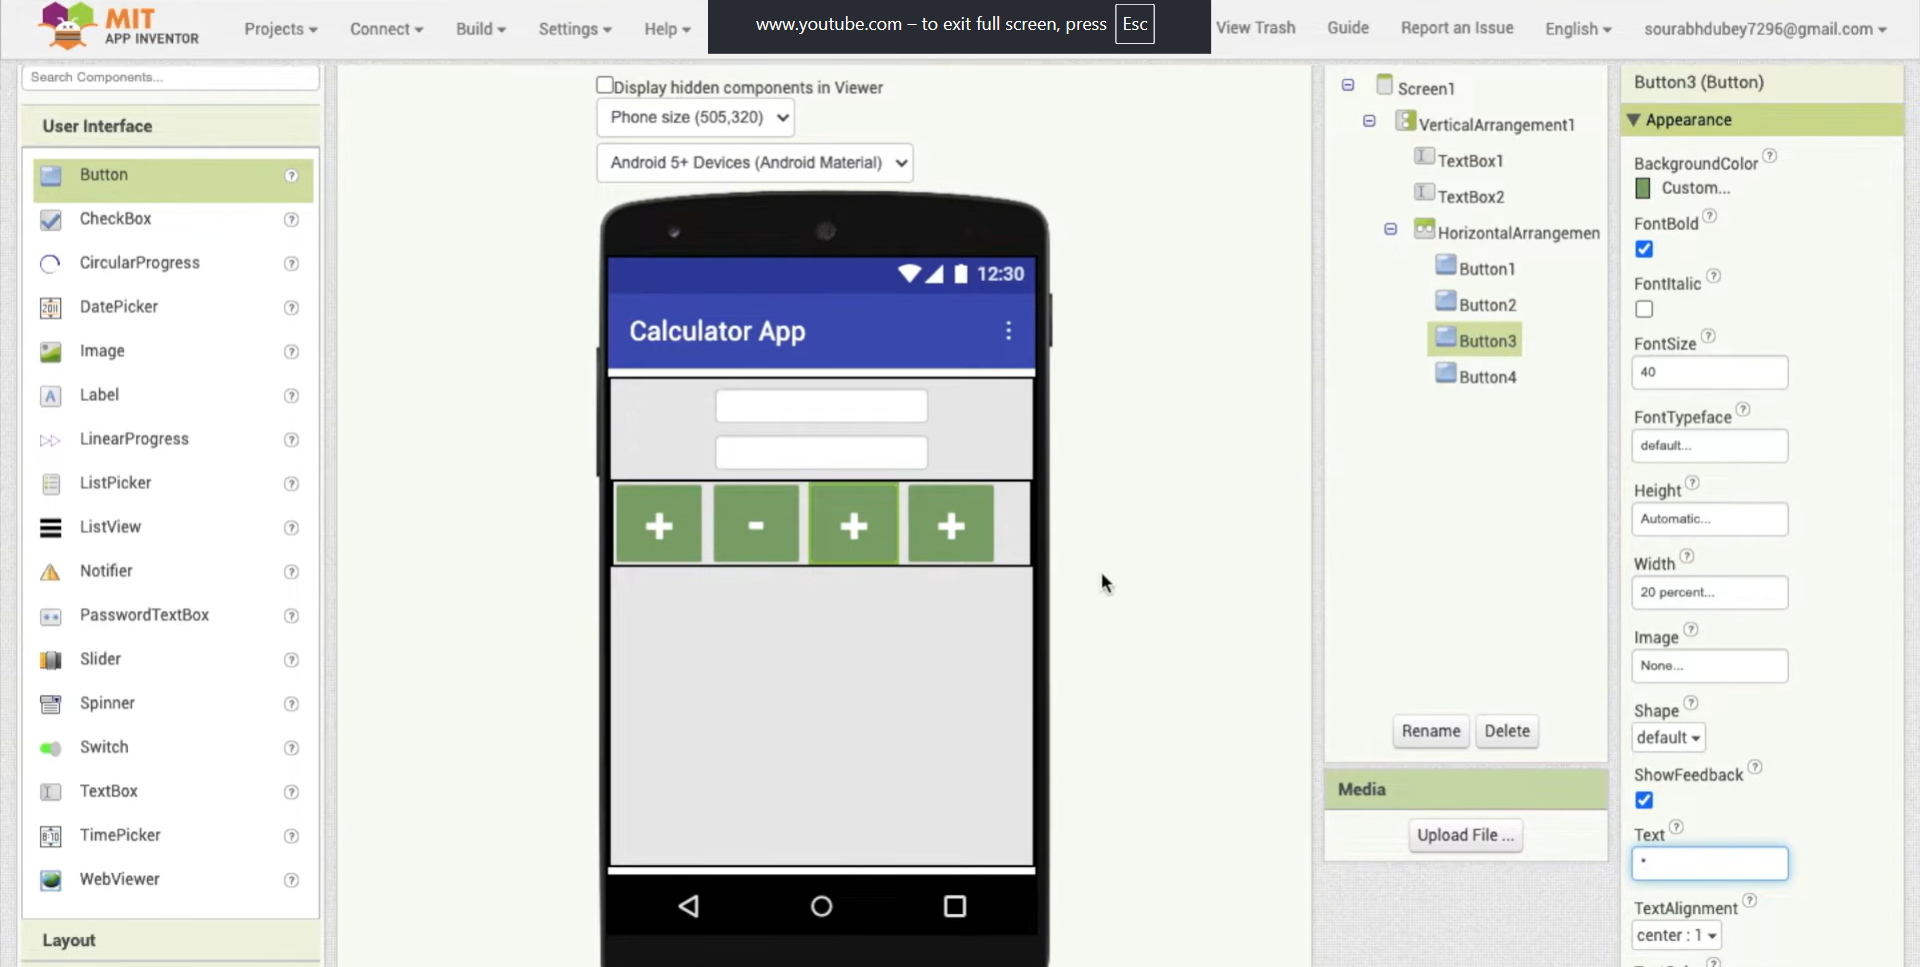 MIT
APP INVENTOR
Projects
Connect
Build
Settings
Help
www.youtube.com – to exit full screen, press Esc
View Trash
Guide
Report an Issue
English
sourabhdubey7296@gmail.com
Search Components...
User Interface
Button
CheckBox
CircularProgress
DatePicker
Image
Label
LinearProgress
ListPicker
ListView
Notifier
PasswordTextBox
Slider
Spinner
Switch
TextBox
TimePicker
WebViewer
Layout
Display hidden components in Viewer
Phone size (505,320)
Android 5+ Devices (Android Material)
12:30
Calculator App
+ - + +
Screen1
VerticalArrangement1
TextBox1
TextBox2
HorizontalArrangemen
Button1
Button2
Button3
Button4
Rename
Delete
Media
Upload File ...
Button3 (Button)
Appearance
BackgroundColor
Custom...
FontBold
FontItalic
FontSize
40
FontTypeface
default...
Height
Automatic...
Width
20 percent...
Image
None...
Shape
default
ShowFeedback
Text
*
TextAlignment
center : 1